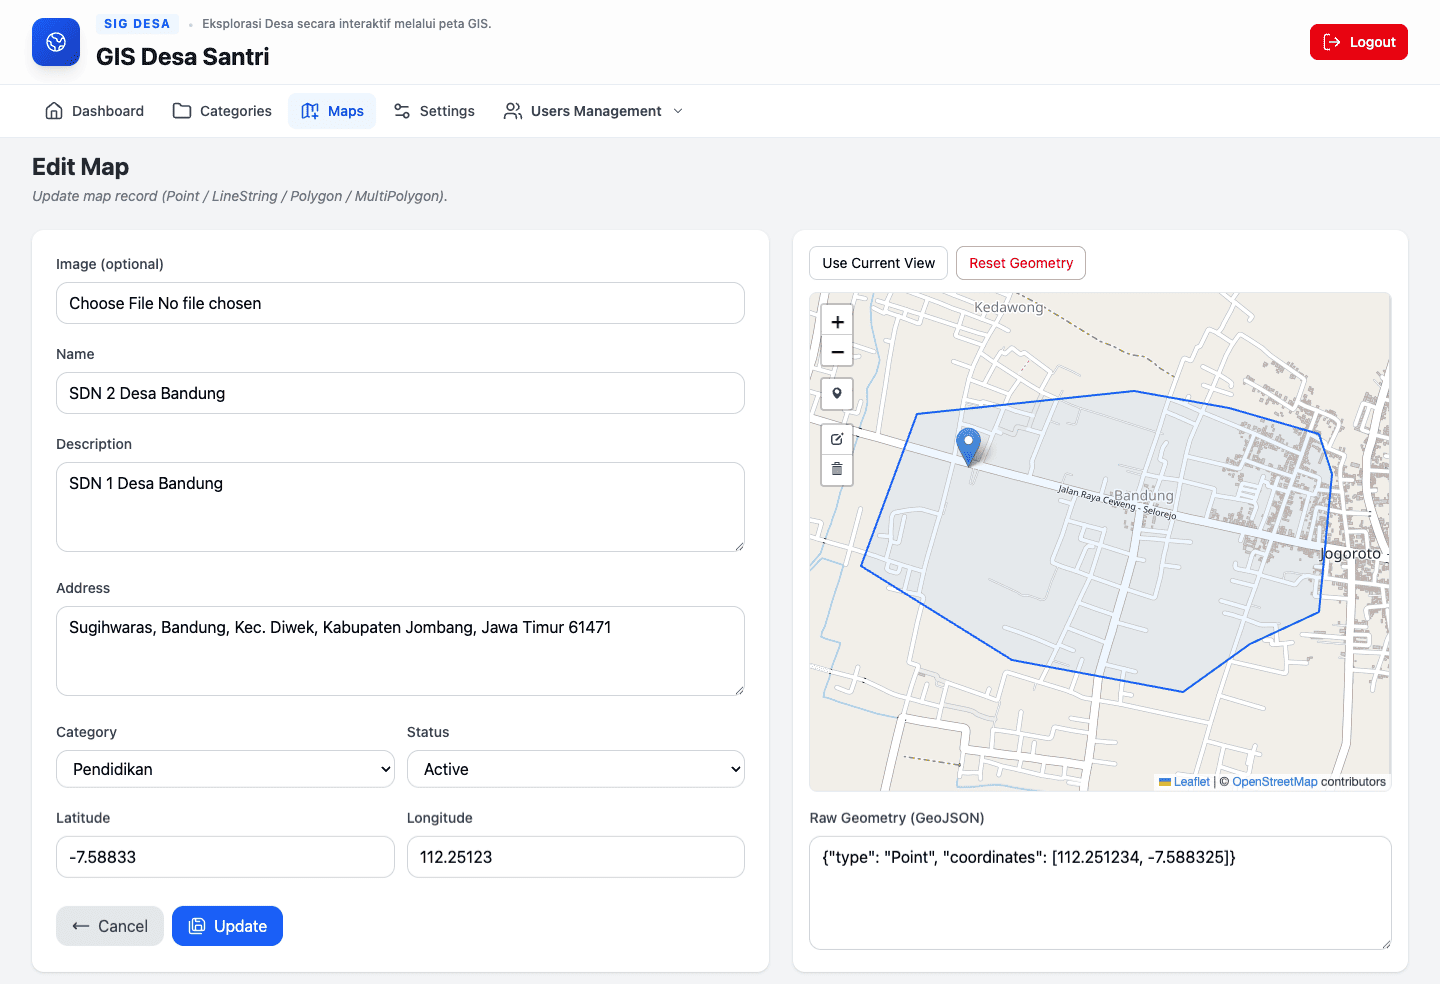 SIG DESA • Eksplorasi Desa secara interaktif melalui peta GIS.
GIS Desa Santri
Logout
Dashboard
Categories
Maps
Settings
Users Management
Edit Map
Update map record (Point / LineString / Polygon / MultiPolygon).
Image (optional)
Choose File No file chosen
Name
SDN 2 Desa Bandung
Description
SDN 1 Desa Bandung
Address
Sugihwaras, Bandung, Kec. Diwek, Kabupaten Jombang, Jawa Timur 61471
Category
Status
Pendidikan
Active
Latitude
Longitude
-7.58833
112.25123
← Cancel
Update
Use Current View
Reset Geometry
Kedawong
+
−
Bandung
Jalan Raya Ceweng - Selorejo
Jogoroto -
Leaflet | © OpenStreetMap contributors
Raw Geometry (GeoJSON)
{"type": "Point", "coordinates": [112.251234, -7.588325]}